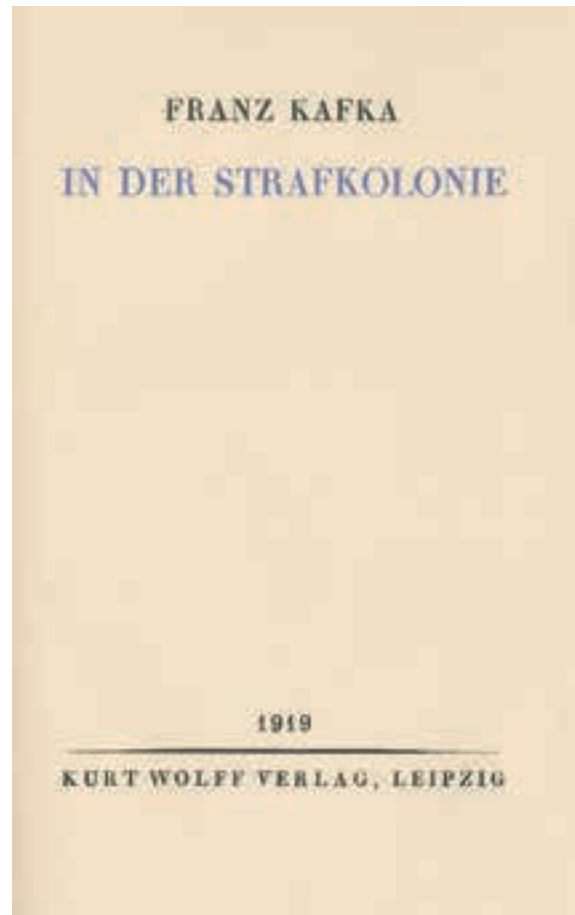 FRANZ KAFKA
IN DER STRAFKOLONIE
1919
KURT WOLFF VERLAG, LEIPZIG